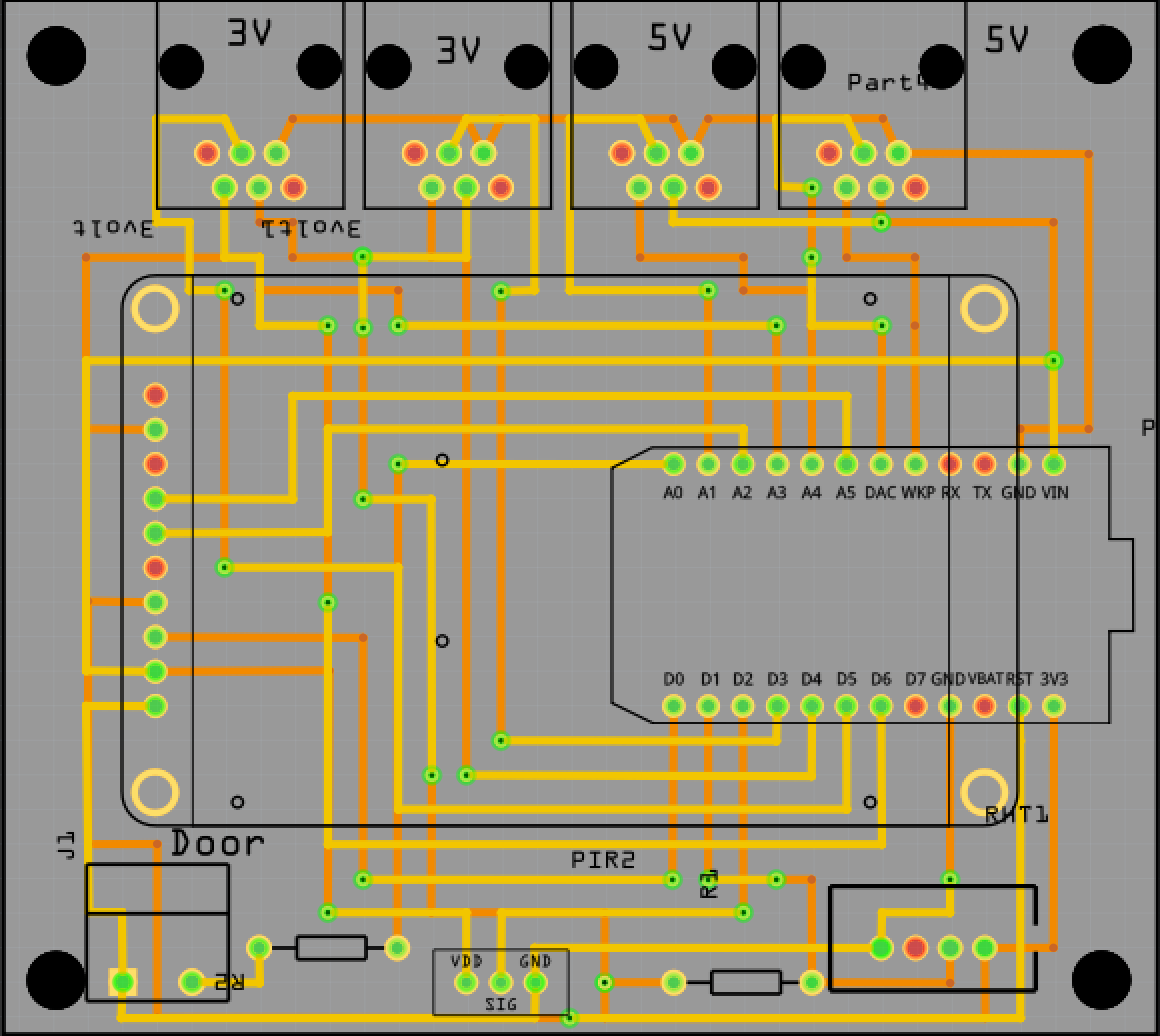 3V
3V
5V
5V
Part4
3volt
3volt1
P
A0 A1 A2 A3 A4 A5 DAC WKP RX TX GND VIN
D0 D1 D2 D3 D4 D5 D6 D7 GND VBAT RST 3V3
RHT1
J1
Door
PIR2
R1
VDD GND
SIG
R2